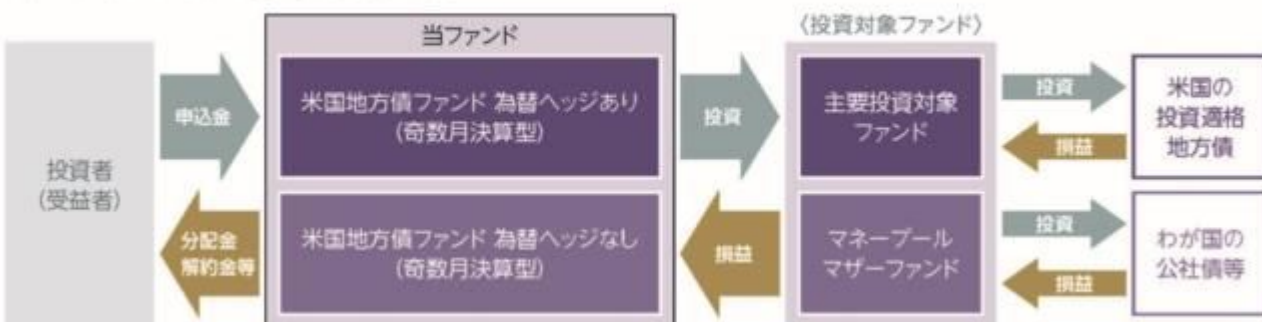 当ファンド
〈投資対象ファンド〉
投資者
(受益者)
申込金
分配金
解約金等
米国地方債ファンド 為替ヘッジあり
(奇数月決算型)
米国地方債ファンド 為替ヘッジなし
(奇数月決算型)
投資
損益
主要投資対象
ファンド
マネープール
マザーファンド
投資
損益
投資
損益
米国の
投資適格
地方債
わが国の
公社債等